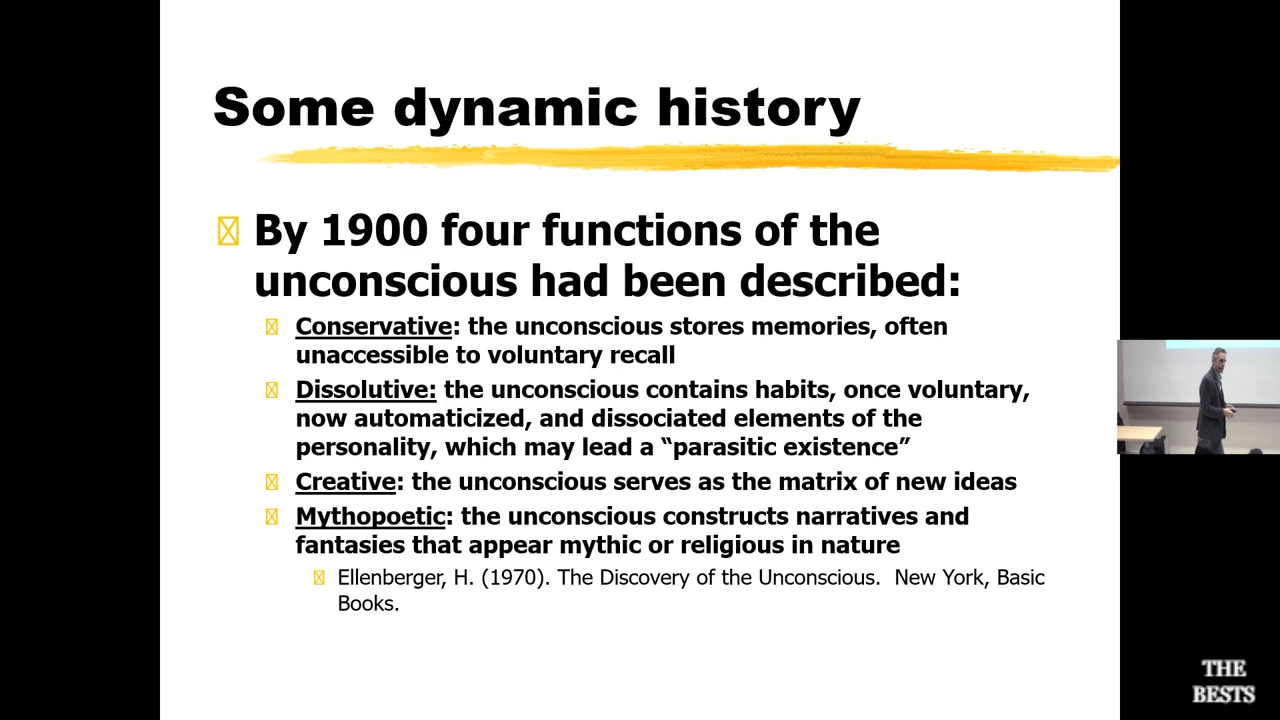 Some dynamic history
By 1900 four functions of the
unconscious had been described:
Conservative: the unconscious stores memories, often
unaccessible to voluntary recall
Dissolutive: the unconscious contains habits, once voluntary,
now automaticized, and dissociated elements of the
personality, which may lead a “parasitic existence”
Creative: the unconscious serves as the matrix of new ideas
Mythopoetic: the unconscious constructs narratives and
fantasies that appear mythic or religious in nature
Ellenberger, H. (1970). The Discovery of the Unconscious. New York, Basic
Books.
THE
BESTS